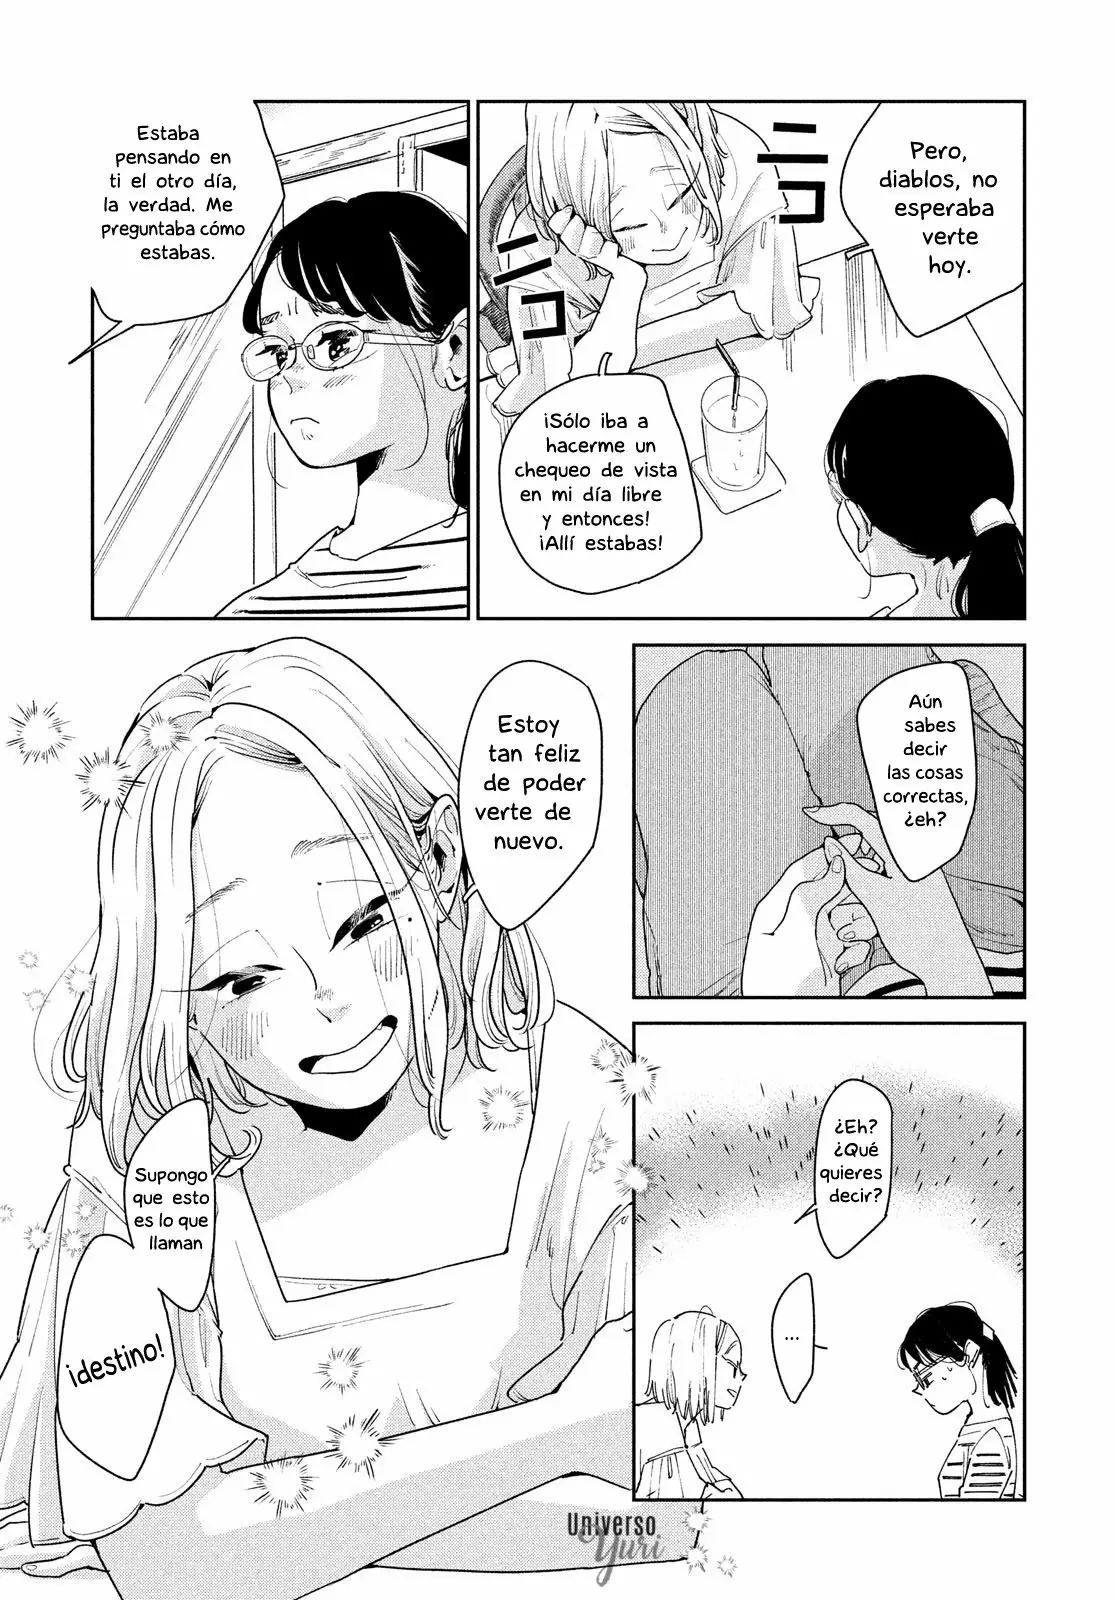 Pero,
diablos, no
esperaba
verte
hoy.
ニコ
ニコ
¡Sólo iba a
hacerme un
chequeo de vista
en mi día libre
y entonces!
¡Allí estabas!
Estaba
pensando en
ti el otro día,
la verdad. Me
preguntaba cómo
estabas.
Aún
sabes
decir
las cosas
correctas,
¿eh?
Estoy
tan feliz
de poder
verte de
nuevo.
Supongo
que esto
es lo que
llaman
¡destino!
¿Eh?
¿Qué
quieres
decir?
...
Universo
Yuri